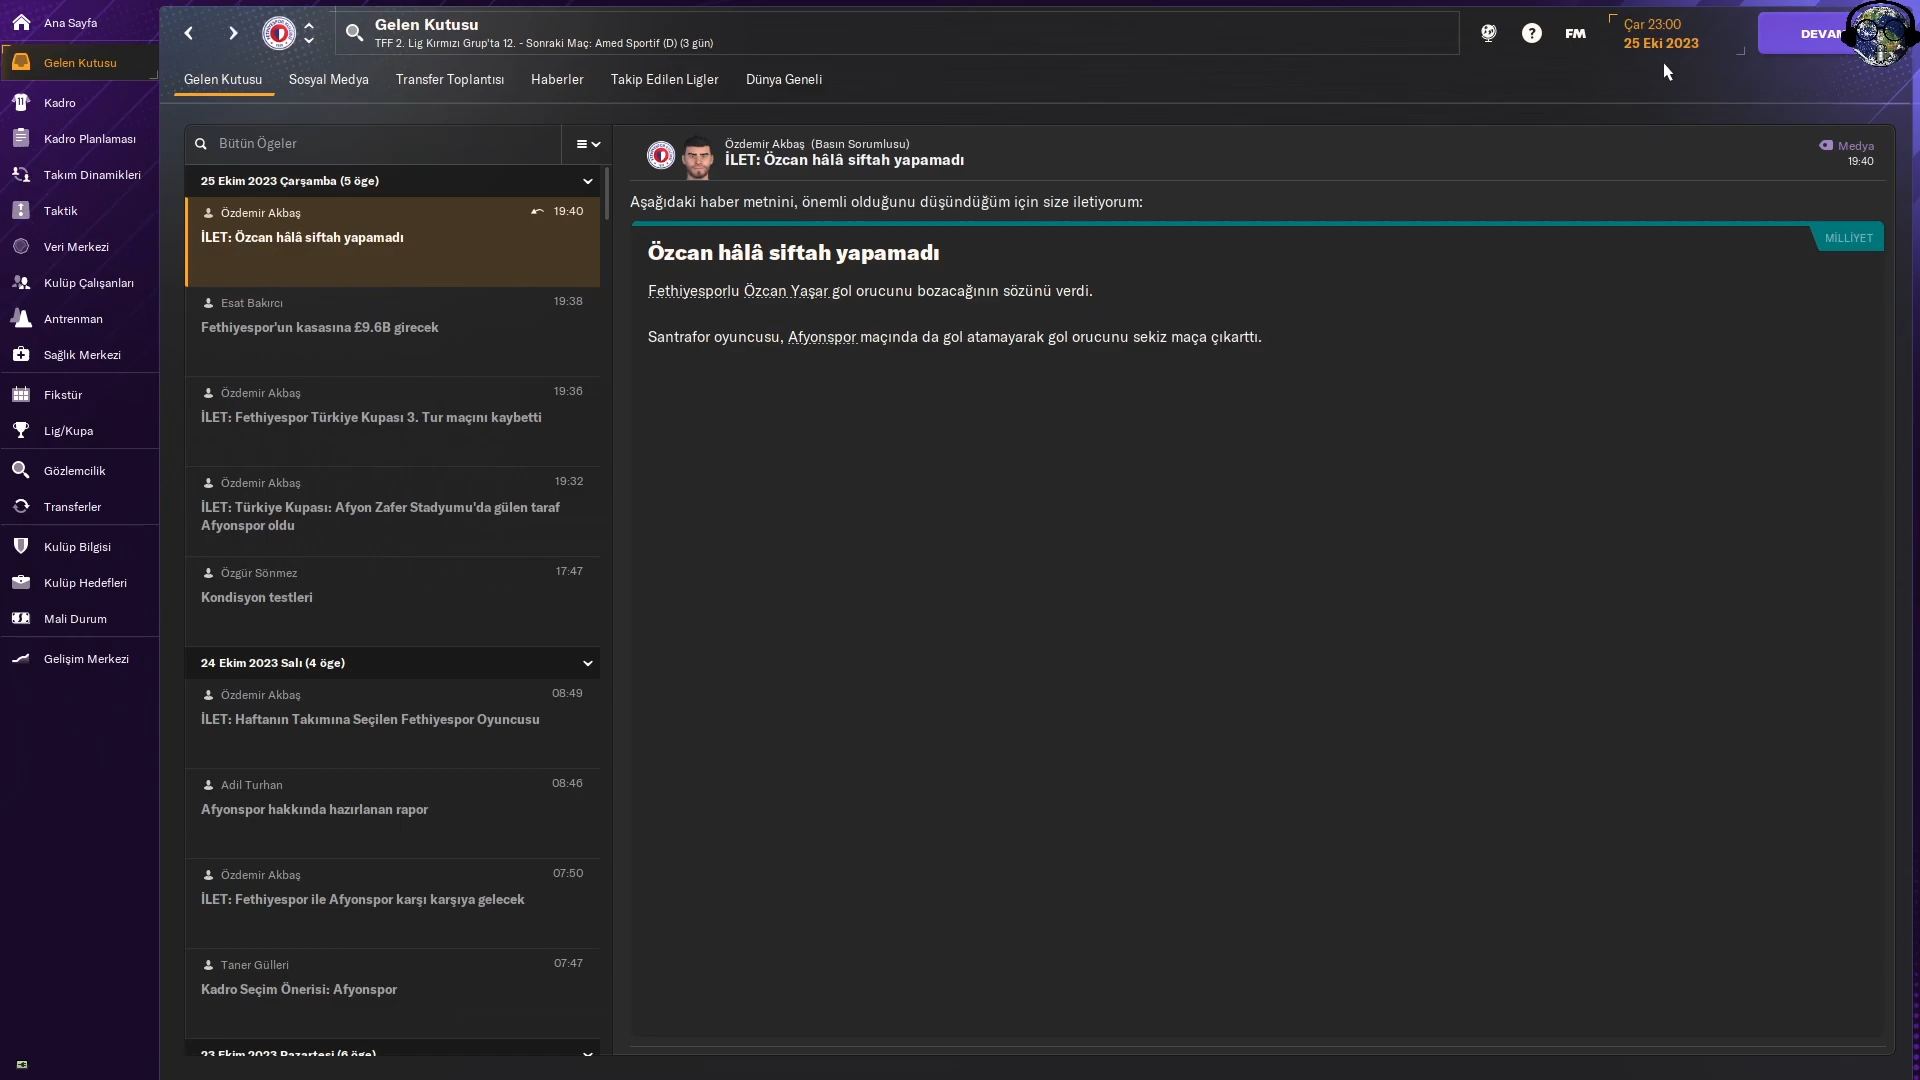 Ana Sayfa
Gelen Kutusu
Kadro
Kadro Planlaması
Takım Dinamikleri
Taktik
Veri Merkezi
Kulüp Çalışanları
Antrenman
Sağlık Merkezi
Fikstür
Lig/Kupa
Gözlemcilik
Transferler
Kulüp Bilgisi
Kulüp Hedefleri
Mali Durum
Gelişim Merkezi
Gelen Kutusu
TFF 2. Lig Kırmızı Grup'ta 12. - Sonraki Maç: Amed Sportif (D) (3 gün)
FM
Çar 23:00
25 Eki 2023
Gelen Kutusu Sosyal Medya Transfer Toplantısı Haberler Takip Edilen Ligler Dünya Geneli
Bütün Ögeler
25 Ekim 2023 Çarşamba (5 öge)
Özdemir Akbaş 19:40
İLET: Özcan hâlâ siftah yapamadı
Esat Bakırcı 19:38
Fethiyespor'un kasasına £9.6B girecek
Özdemir Akbaş 19:36
İLET: Fethiyespor Türkiye Kupası 3. Tur maçını kaybetti
Özdemir Akbaş 19:32
İLET: Türkiye Kupası: Afyon Zafer Stadyumu'da gülen taraf
Afyonspor oldu
Özgür Sönmez 17:47
Kondisyon testleri
24 Ekim 2023 Salı (4 öge)
Özdemir Akbaş 08:49
İLET: Haftanın Takımına Seçilen Fethiyespor Oyuncusu
Adil Turhan 08:46
Afyonspor hakkında hazırlanan rapor
Özdemir Akbaş 07:50
İLET: Fethiyespor ile Afyonspor karşı karşıya gelecek
Taner Gülleri 07:47
Kadro Seçim Önerisi: Afyonspor
23 Ekim 2023 Pazartesi (6 öge)
Özdemir Akbaş (Basın Sorumlusu)
İLET: Özcan hâlâ siftah yapamadı
Medya
19:40
Aşağıdaki haber metnini, önemli olduğunu düşündüğüm için size iletiyorum:
MİLLİYET
Özcan hâlâ siftah yapamadı
Fethiyesporlu Özcan Yaşar gol orucunu bozacağının sözünü verdi.
Santrafor oyuncusu, Afyonspor maçında da gol atamayarak gol orucunu sekiz maça çıkarttı.